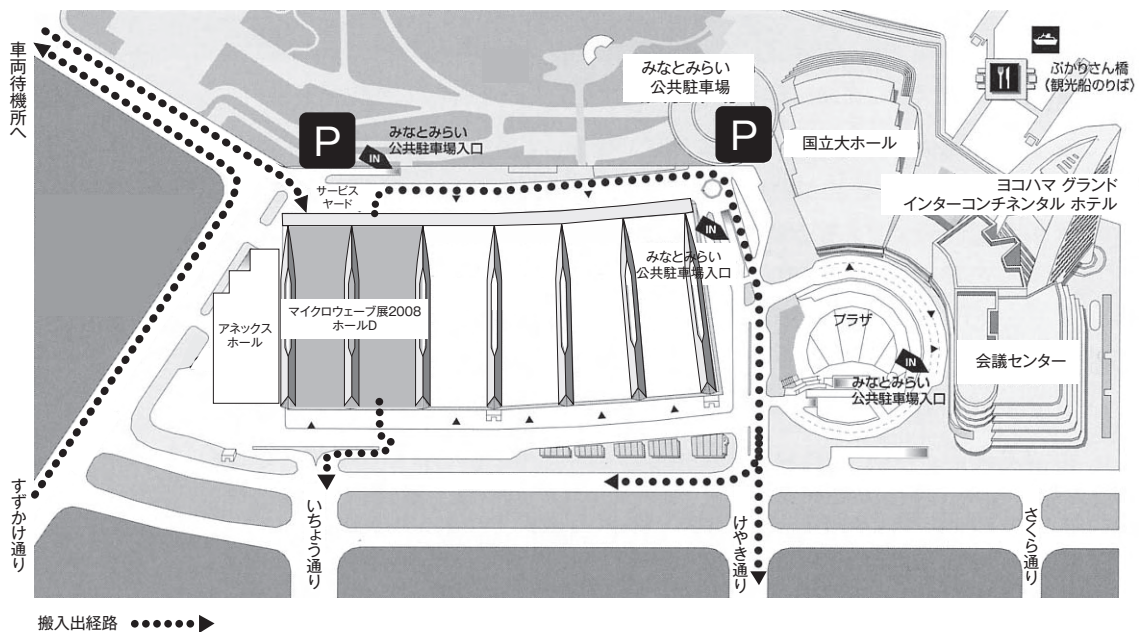 車両待機所へ
P
IN
みなとみらい
公共駐車場入口
みなとみらい
公共駐車場
P
国立大ホール
ぷかりさん橋
(観光船のりば)
ヨコハマ グランド
インターコンチネンタル ホテル
サービス
ヤード
IN
みなとみらい
公共駐車場入口
アネックス
ホール
マイクロウェーブ展2008
ホールD
プラザ
IN
みなとみらい
公共駐車場入口
会議センター
すずかけ通り
いちょう通り
けやき通り
さくら通り
搬入出経路